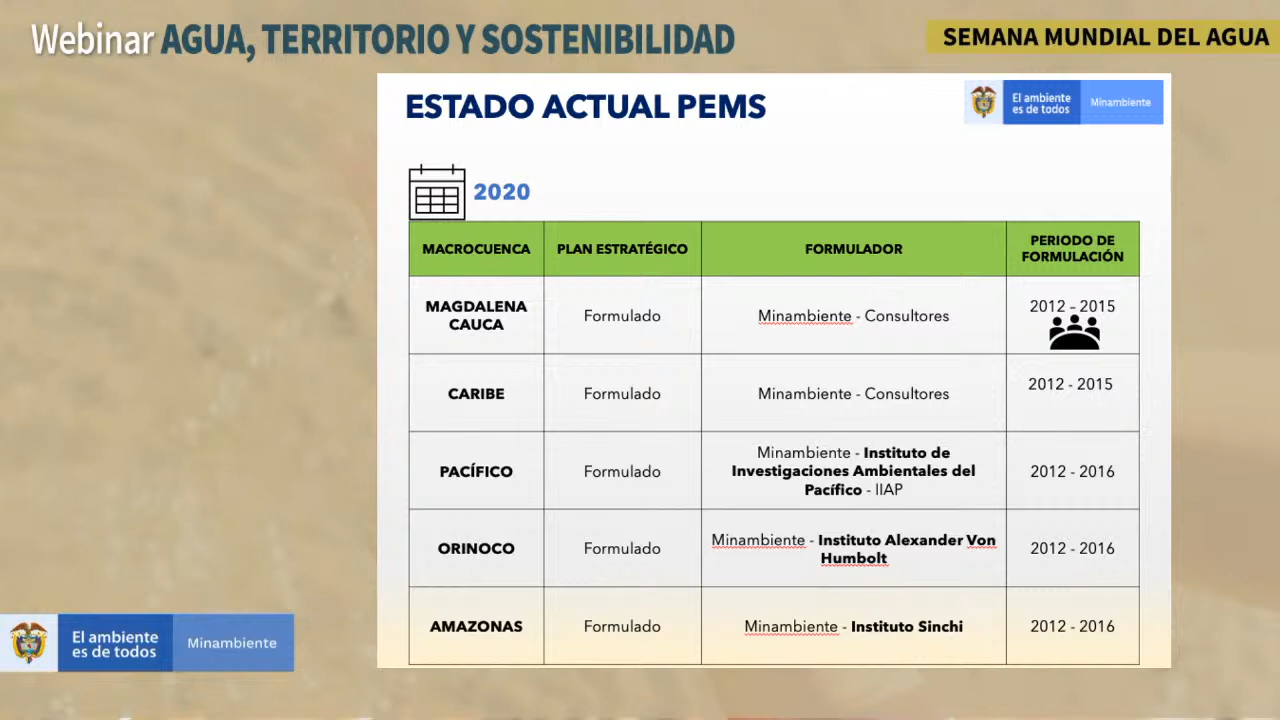 Webinar AGUA, TERRITORIO Y SOSTENIBILIDAD
SEMANA MUNDIAL DEL AGUA
ESTADO ACTUAL PEMS
El ambiente
es de todos
Minambiente
2020
MACROCUENCA
PLAN ESTRATÉGICO
FORMULADOR
PERIODO DE
FORMULACIÓN
MAGDALENA
CAUCA
Formulado
Minambiente - Consultores
2012 - 2015
CARIBE
Formulado
Minambiente - Consultores
2012 - 2015
PACÍFICO
Formulado
Minambiente - Instituto de
Investigaciones Ambientales del
Pacífico - IIAP
2012 - 2016
ORINOCO
Formulado
Minambiente - Instituto Alexander Von
Humbolt
2012 - 2016
AMAZONAS
Formulado
Minambiente - Instituto Sinchi
2012 - 2016
El ambiente
es de todos
Minambiente